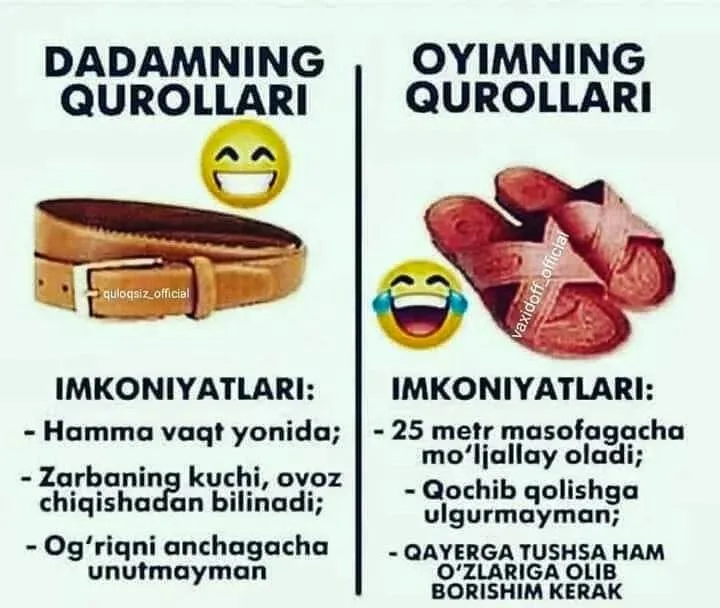 DADAMNING
QUROLLARI
quloqsiz_official
IMKONIYATLARI:
- Hamma vaqt yonida;
- Zarbaning kuchi, ovoz
chiqishadan bilinadi;
- Og‘riqni anchagacha
unutmayman
OYIMNING
QUROLLARI
vaxidoff_official
IMKONIYATLARI:
- 25 metr masofagacha
mo‘ljallay oladi;
- Qochib qolishga
ulgurmayman;
- QAYERGA TUSHSA HAM
O‘ZLARIGA OLIB
BORISHIM KERAK